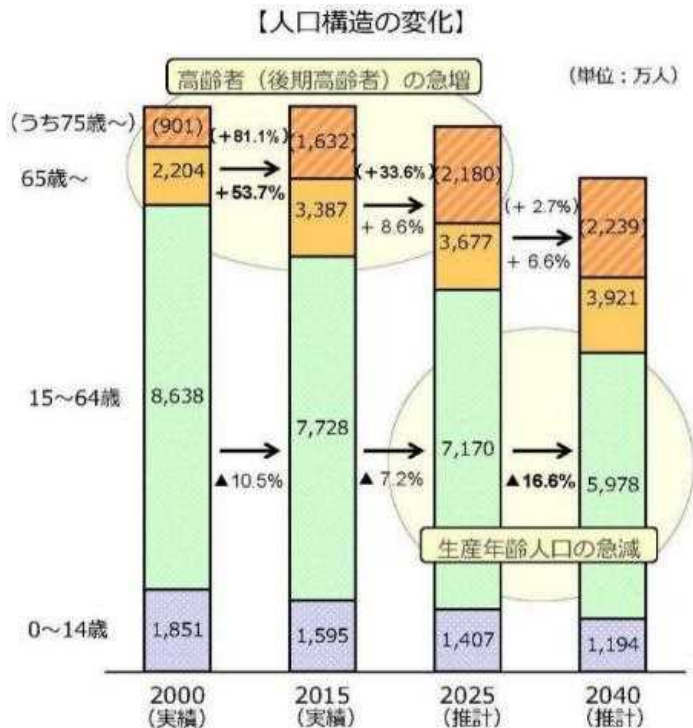 【人口構造の変化】
高齢者（後期高齢者）の急増
（単位：万人）
（うち75歳～）
(901)
(+81.1%)
(1,632)
(+33.6%)
(2,180)
65歳～
2,204
+53.7%
3,387
+ 8.6%
3,677
(+ 2.7%)
+ 6.6%
(2,239)
3,921
15～64歳
8,638
▲10.5%
7,728
▲ 7.2%
7,170
▲16.6%
5,978
生産年齢人口の急減
0～14歳
1,851
1,595
1,407
1,194
2000
(実績)
2015
(実績)
2025
(推計)
2040
(推計)